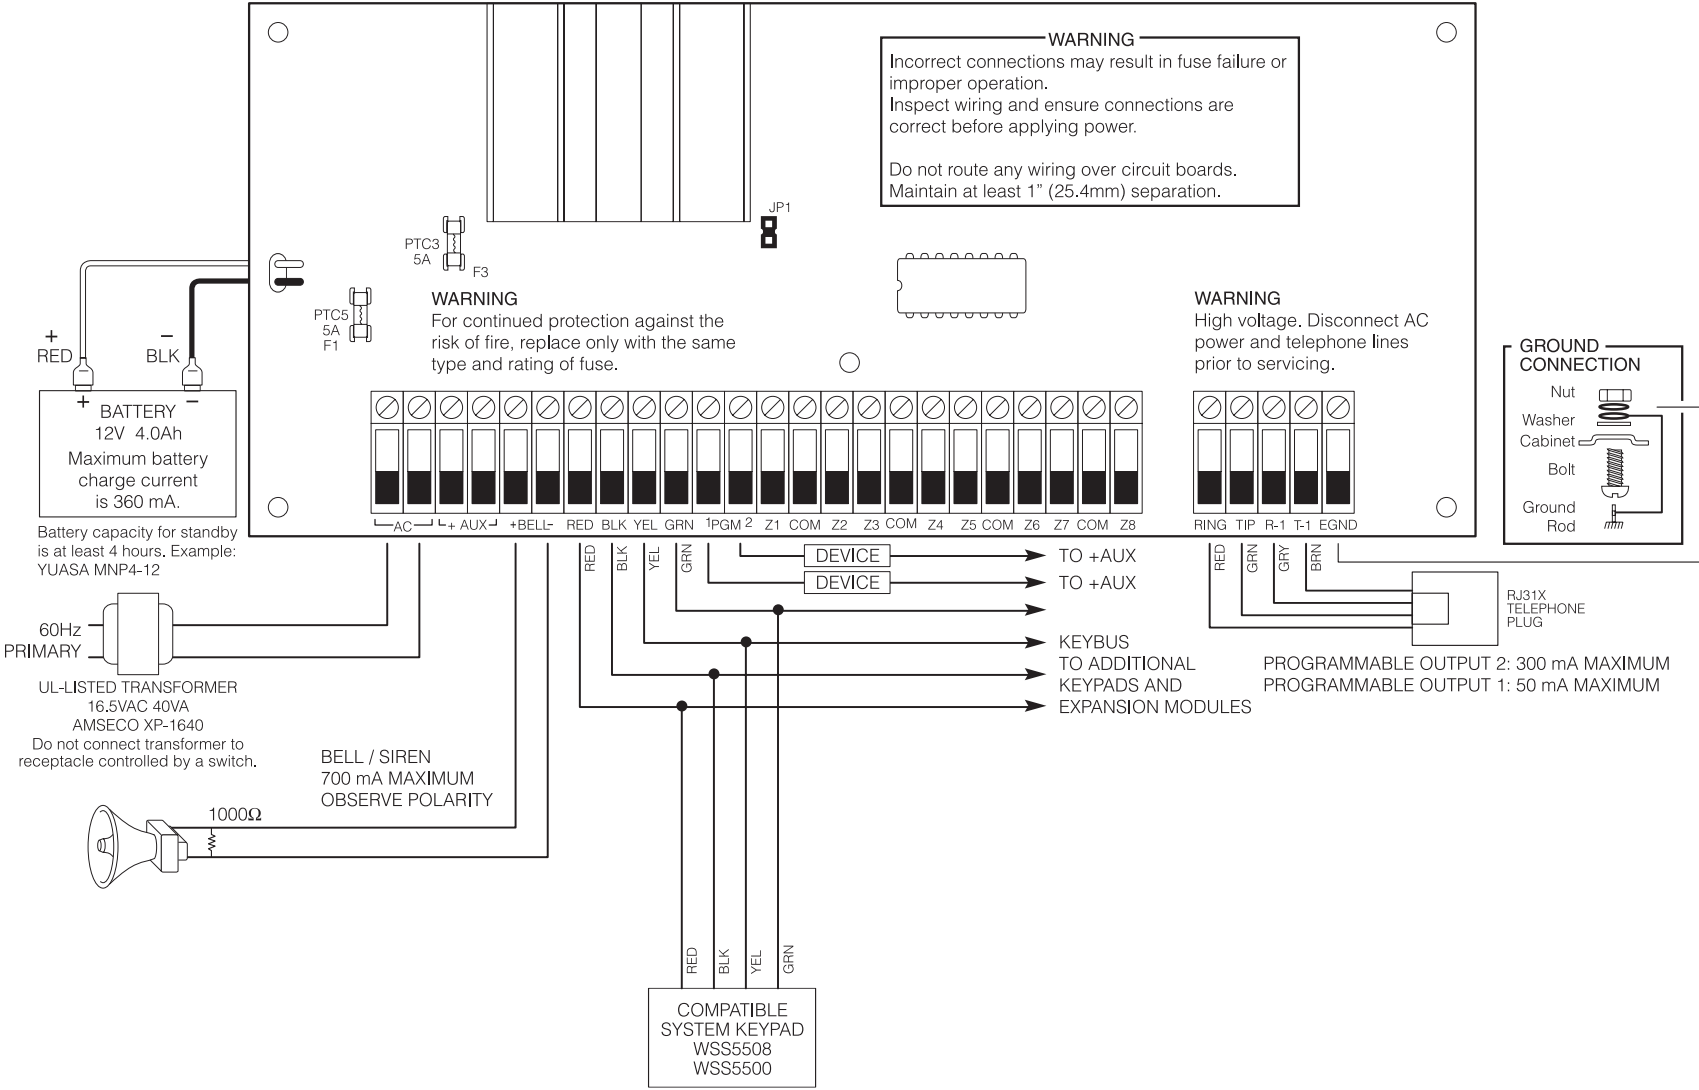 WARNING
Incorrect connections may result in fuse failure or
improper operation.
Inspect wiring and ensure connections are
correct before applying power.
Do not route any wiring over circuit boards.
Maintain at least 1” (25.4mm) separation.
JP1
PTC3
5A
F3
PTC5
5A
F1
WARNING
For continued protection against the
risk of fire, replace only with the same
type and rating of fuse.
WARNING
High voltage. Disconnect AC
power and telephone lines
prior to servicing.
GROUND
CONNECTION
Nut
Washer
Cabinet
Bolt
Ground
Rod
+
RED
–
BLK
+
–
BATTERY
12V 4.0Ah
Maximum battery
charge current
is 360 mA.
Battery capacity for standby
is at least 4 hours. Example:
YUASA MNP4-12
AC + AUX +BELL- RED BLK YEL GRN 1PGM 2 Z1 COM Z2 Z3 COM Z4 Z5 COM Z6 Z7 COM Z8
RING TIP R-1 T-1 EGND
RED
BLK
YEL
GRN
RED
GRN
GRY
BRN
DEVICE
TO +AUX
DEVICE
TO +AUX
KEYBUS
TO ADDITIONAL
KEYPADS AND
EXPANSION MODULES
RJ31X
TELEPHONE
PLUG
PROGRAMMABLE OUTPUT 2: 300 mA MAXIMUM
PROGRAMMABLE OUTPUT 1: 50 mA MAXIMUM
60Hz
PRIMARY
UL-LISTED TRANSFORMER
16.5VAC 40VA
AMSECO XP-1640
Do not connect transformer to
receptacle controlled by a switch.
BELL / SIREN
700 mA MAXIMUM
OBSERVE POLARITY
1000Ω
RED
BLK
YEL
GRN
COMPATIBLE
SYSTEM KEYPAD
WSS5508
WSS5500